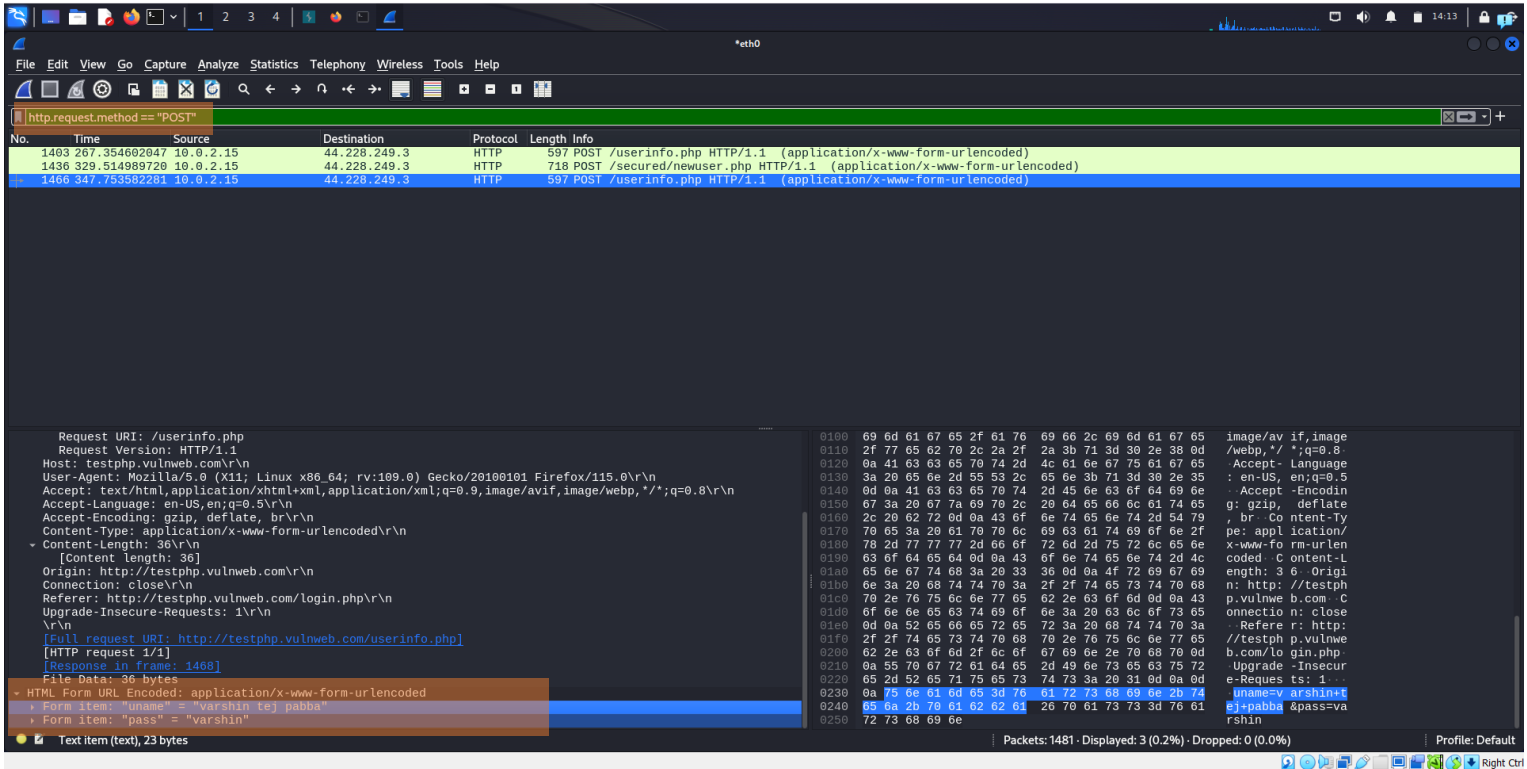 1 2 3 4
14:13
*eth0
File Edit View Go Capture Analyze Statistics Telephony Wireless Tools Help
http.request.method == "POST"
No. Time Source Destination Protocol Length Info
1403 267.354602047 10.0.2.15 44.228.249.3 HTTP 597 POST /userinfo.php HTTP/1.1 (application/x-www-form-urlencoded)
1436 329.514989720 10.0.2.15 44.228.249.3 HTTP 718 POST /secured/newuser.php HTTP/1.1 (application/x-www-form-urlencoded)
1466 347.753582281 10.0.2.15 44.228.249.3 HTTP 597 POST /userinfo.php HTTP/1.1 (application/x-www-form-urlencoded)
Request URI: /userinfo.php
Request Version: HTTP/1.1
Host: testphp.vulnweb.com\r\n
User-Agent: Mozilla/5.0 (X11; Linux x86_64; rv:109.0) Gecko/20100101 Firefox/115.0\r\n
Accept: text/html,application/xhtml+xml,application/xml;q=0.9,image/avif,image/webp,*/*;q=0.8\r\n
Accept-Language: en-US,en;q=0.5\r\n
Accept-Encoding: gzip, deflate, br\r\n
Content-Type: application/x-www-form-urlencoded\r\n
Content-Length: 36\r\n
[Content length: 36]
Origin: http://testphp.vulnweb.com\r\n
Connection: close\r\n
Referer: http://testphp.vulnweb.com/login.php\r\n
Upgrade-Insecure-Requests: 1\r\n
\r\n
[Full request URI: http://testphp.vulnweb.com/userinfo.php]
[HTTP request 1/1]
[Response in frame: 1468]
File Data: 36 bytes
HTML Form URL Encoded: application/x-www-form-urlencoded
Form item: "uname" = "varshin tej pabba"
Form item: "pass" = "varshin"
0100 69 6d 61 67 65 2f 61 76 69 66 2c 69 6d 61 67 65 image/av if,image
0110 2f 77 65 62 70 2c 2a 2f 2a 3b 71 3d 30 2e 38 0d /webp,*/ *;q=0.8·
0120 0a 41 63 63 65 70 74 2d 4c 61 6e 67 75 61 67 65 ·Accept- Language
0130 3a 20 65 6e 2d 55 53 2c 65 6e 3b 71 3d 30 2e 35 : en-US, en;q=0.5
0140 0d 0a 41 63 63 65 70 74 2d 45 6e 63 6f 64 69 6e ··Accept -Encodin
0150 67 3a 20 67 7a 69 70 2c 20 64 65 66 6c 61 74 65 g: gzip, deflate
0160 2c 20 62 72 0d 0a 43 6f 6e 74 65 6e 74 2d 54 79 , br··Co ntent-Ty
0170 70 65 3a 20 61 70 70 6c 69 63 61 74 69 6f 6e 2f pe: appl ication/
0180 78 2d 77 77 77 2d 66 6f 72 6d 2d 75 72 6c 65 6e x-www-fo rm-urlen
0190 63 6f 64 65 64 0d 0a 43 6f 6e 74 65 6e 74 2d 4c coded··C ontent-L
01a0 65 6e 67 74 68 3a 20 33 36 0d 0a 4f 72 69 67 69 ength: 3 6··Origi
01b0 6e 3a 20 68 74 74 70 3a 2f 2f 74 65 73 74 70 68 n: http: //testph
01c0 70 2e 76 75 6c 6e 77 65 62 2e 63 6f 6d 0d 0a 43 p.vulnwe b.com··C
01d0 6f 6e 6e 65 63 74 69 6f 6e 3a 20 63 6c 6f 73 65 onnectio n: close
01e0 0d 0a 52 65 66 65 72 65 72 3a 20 68 74 74 70 3a ··Refere r: http:
01f0 2f 2f 74 65 73 74 70 68 70 2e 76 75 6c 6e 77 65 //testph p.vulnwe
0200 62 2e 63 6f 6d 2f 6c 6f 67 69 6e 2e 70 68 70 0d b.com/lo gin.php·
0210 0a 55 70 67 72 61 64 65 2d 49 6e 73 65 63 75 72 ·Upgrade -Insecur
0220 65 2d 52 65 71 75 65 73 74 73 3a 20 31 0d 0a 0d e-Reques ts: 1···
0230 0a 75 6e 61 6d 65 3d 76 61 72 73 68 69 6e 2b 74 ·uname=v arshin+t
0240 65 6a 2b 70 61 62 62 61 26 70 61 73 73 3d 76 61 ej+pabba &pass=va
0250 72 73 68 69 6e rshin
Text item (text), 23 bytes Packets: 1481 · Displayed: 3 (0.2%) · Dropped: 0 (0.0%) Profile: Default
Right Ctrl